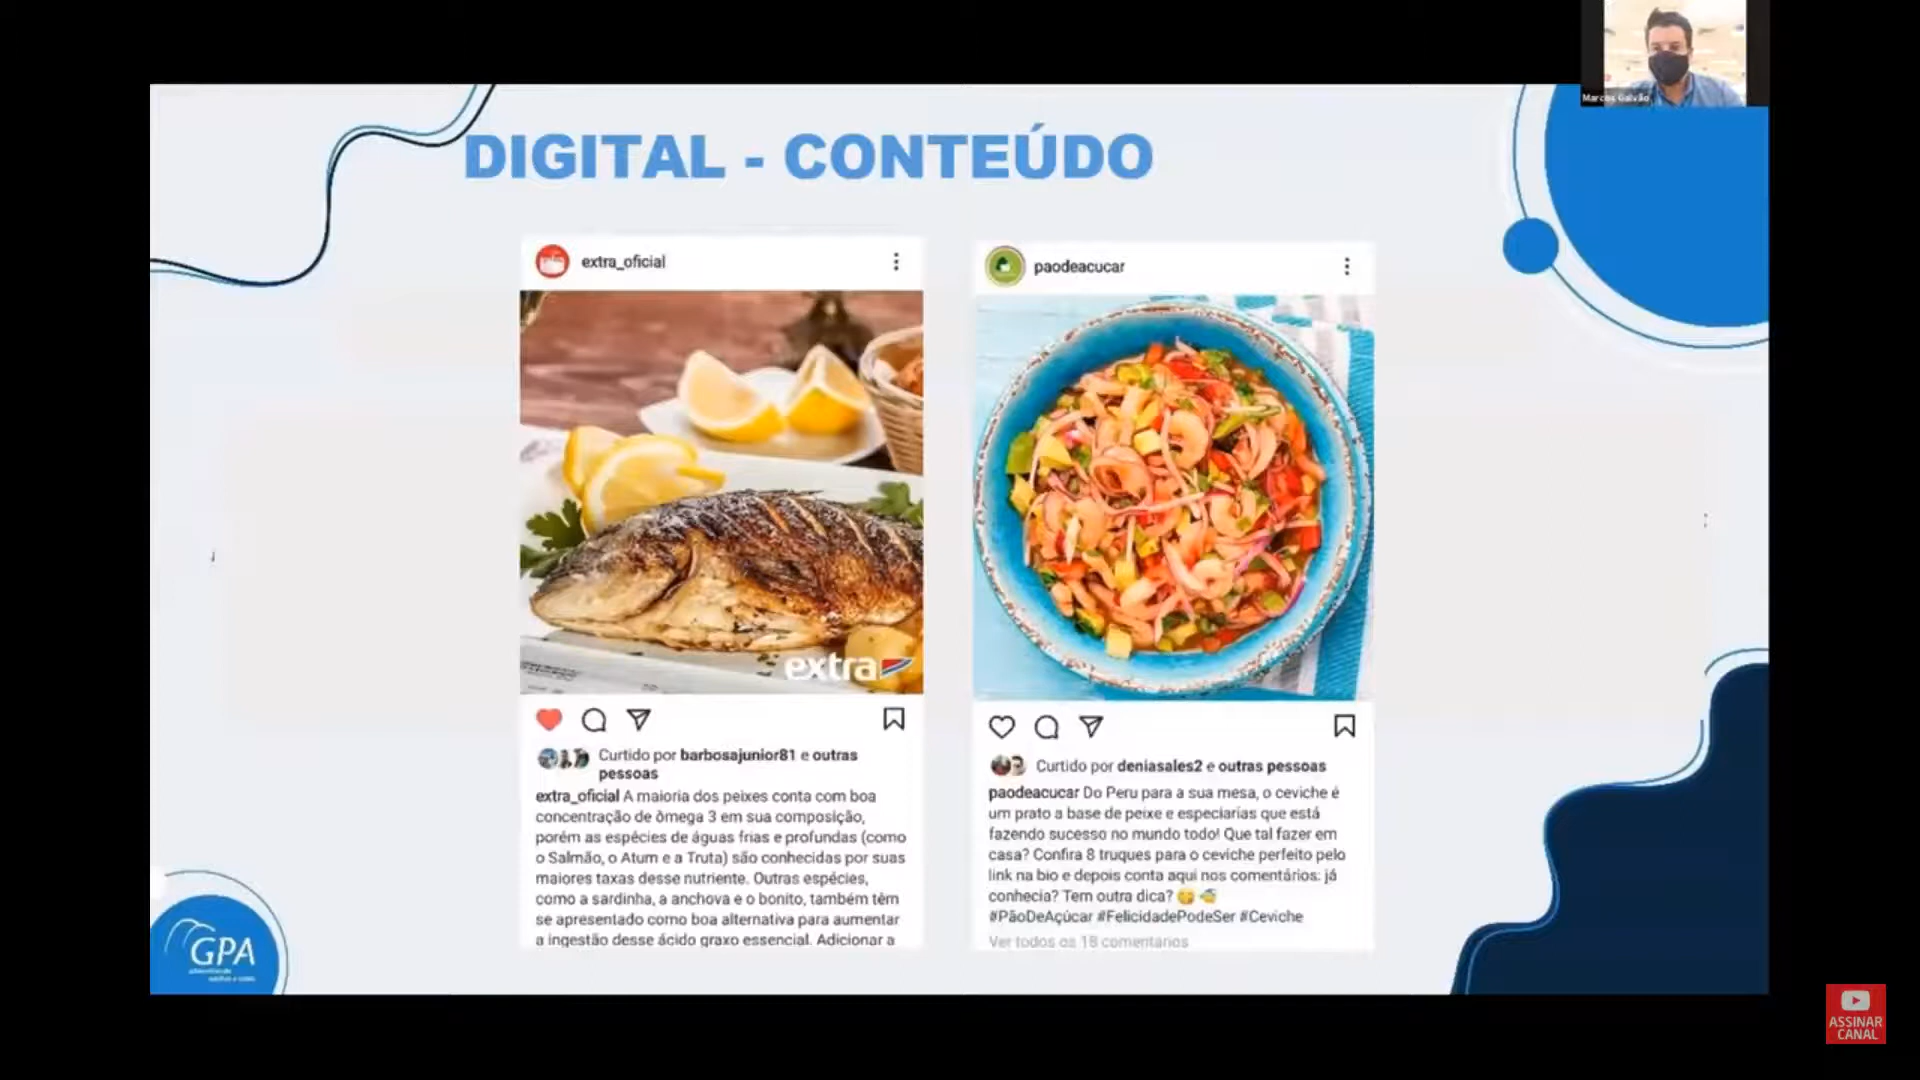 Marcos Galvão
DIGITAL - CONTEÚDO
extra_oficial
extra
Curtido por barbosajunior81 e outras
pessoas
extra_oficial A maioria dos peixes conta com boa
concentração de ômega 3 em sua composição,
porém as espécies de águas frias e profundas (como
o Salmão, o Atum e a Truta) são conhecidas por suas
maiores taxas desse nutriente. Outras espécies,
como a sardinha, a anchova e o bonito, também têm
se apresentado como boa alternativa para aumentar
a ingestão desse ácido graxo essencial. Adicionar a
paodeacucar
Curtido por deniasales2 e outras pessoas
paodeacucar Do Peru para a sua mesa, o ceviche é
um prato a base de peixe e especiarias que está
fazendo sucesso no mundo todo! Que tal fazer em
casa? Confira 8 truques para o ceviche perfeito pelo
link na bio e depois conta aqui nos comentários: já
conhecia? Tem outra dica?
#PãoDeAçúcar #FelicidadePodeSer #Ceviche
Ver todos os 18 comentários
GPA
ASSINAR
CANAL